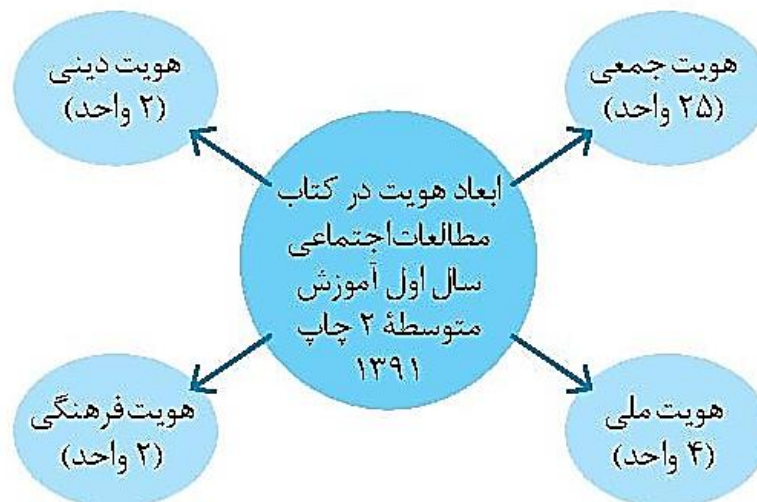 هویت دینی
(۲ واحد)
هویت جمعی
(۲۵ واحد)
ابعاد هویت در کتاب
مطالعات‌اجتماعی
سال اول آموزش
متوسطهٔ ۲ چاپ
۱۳۹۱
هویت‌فرهنگی
(۲ واحد)
هویت ملی
(۴ واحد)